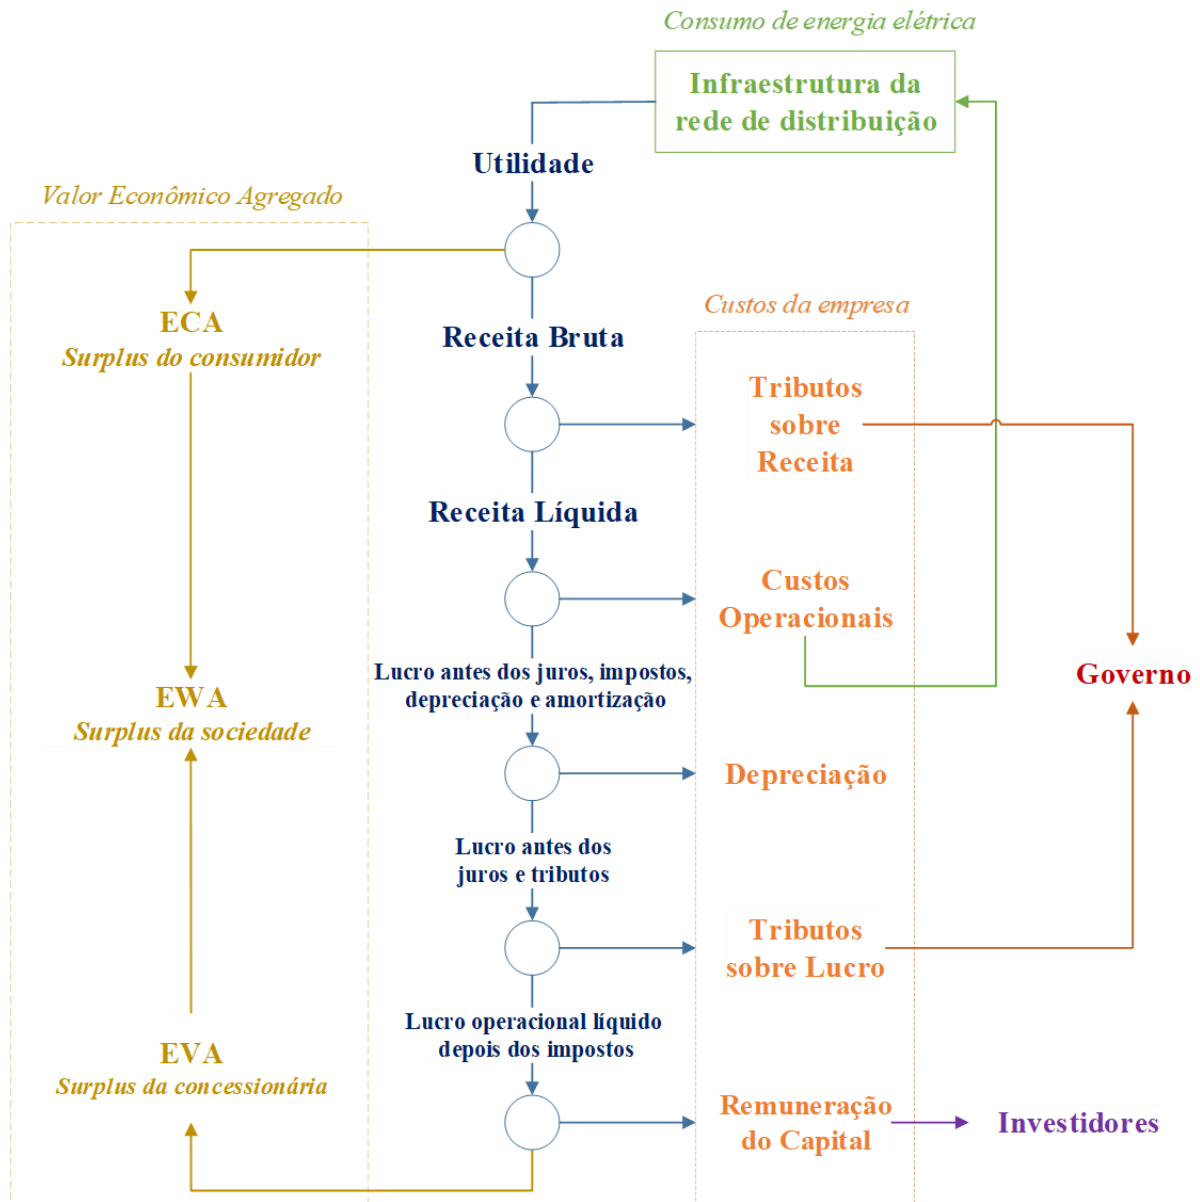 Consumo de energia elétrica
Infraestrutura da
rede de distribuição
Utilidade
Valor Econômico Agregado
ECA
Surplus do consumidor
Custos da empresa
Receita Bruta
Tributos
sobre
Receita
Receita Líquida
Custos
Operacionais
Lucro antes dos juros, impostos,
depreciação e amortização
EWA
Surplus da sociedade
Governo
Depreciação
Lucro antes dos
juros e tributos
Tributos
sobre Lucro
Lucro operacional líquido
depois dos impostos
EVA
Surplus da concessionária
Remuneração
do Capital
Investidores